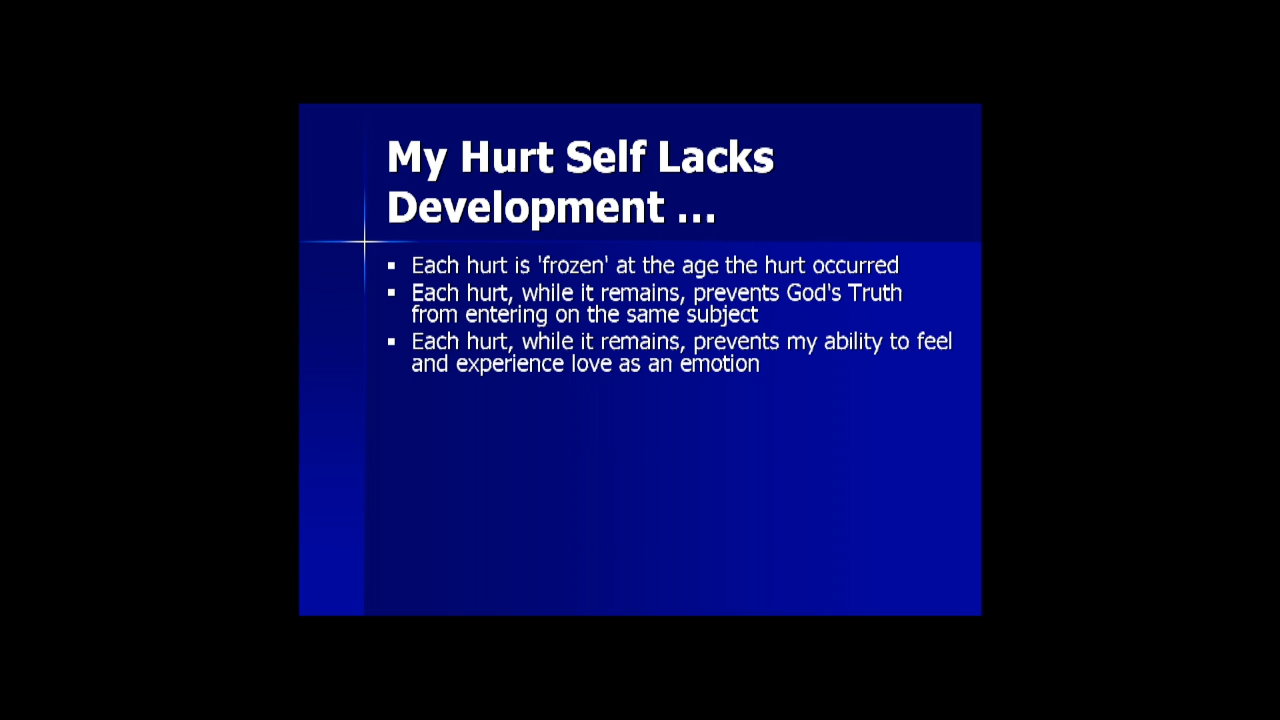 My Hurt Self Lacks
Development ...
▪ Each hurt is 'frozen' at the age the hurt occurred
▪ Each hurt, while it remains, prevents God's Truth
from entering on the same subject
▪ Each hurt, while it remains, prevents my ability to feel
and experience love as an emotion